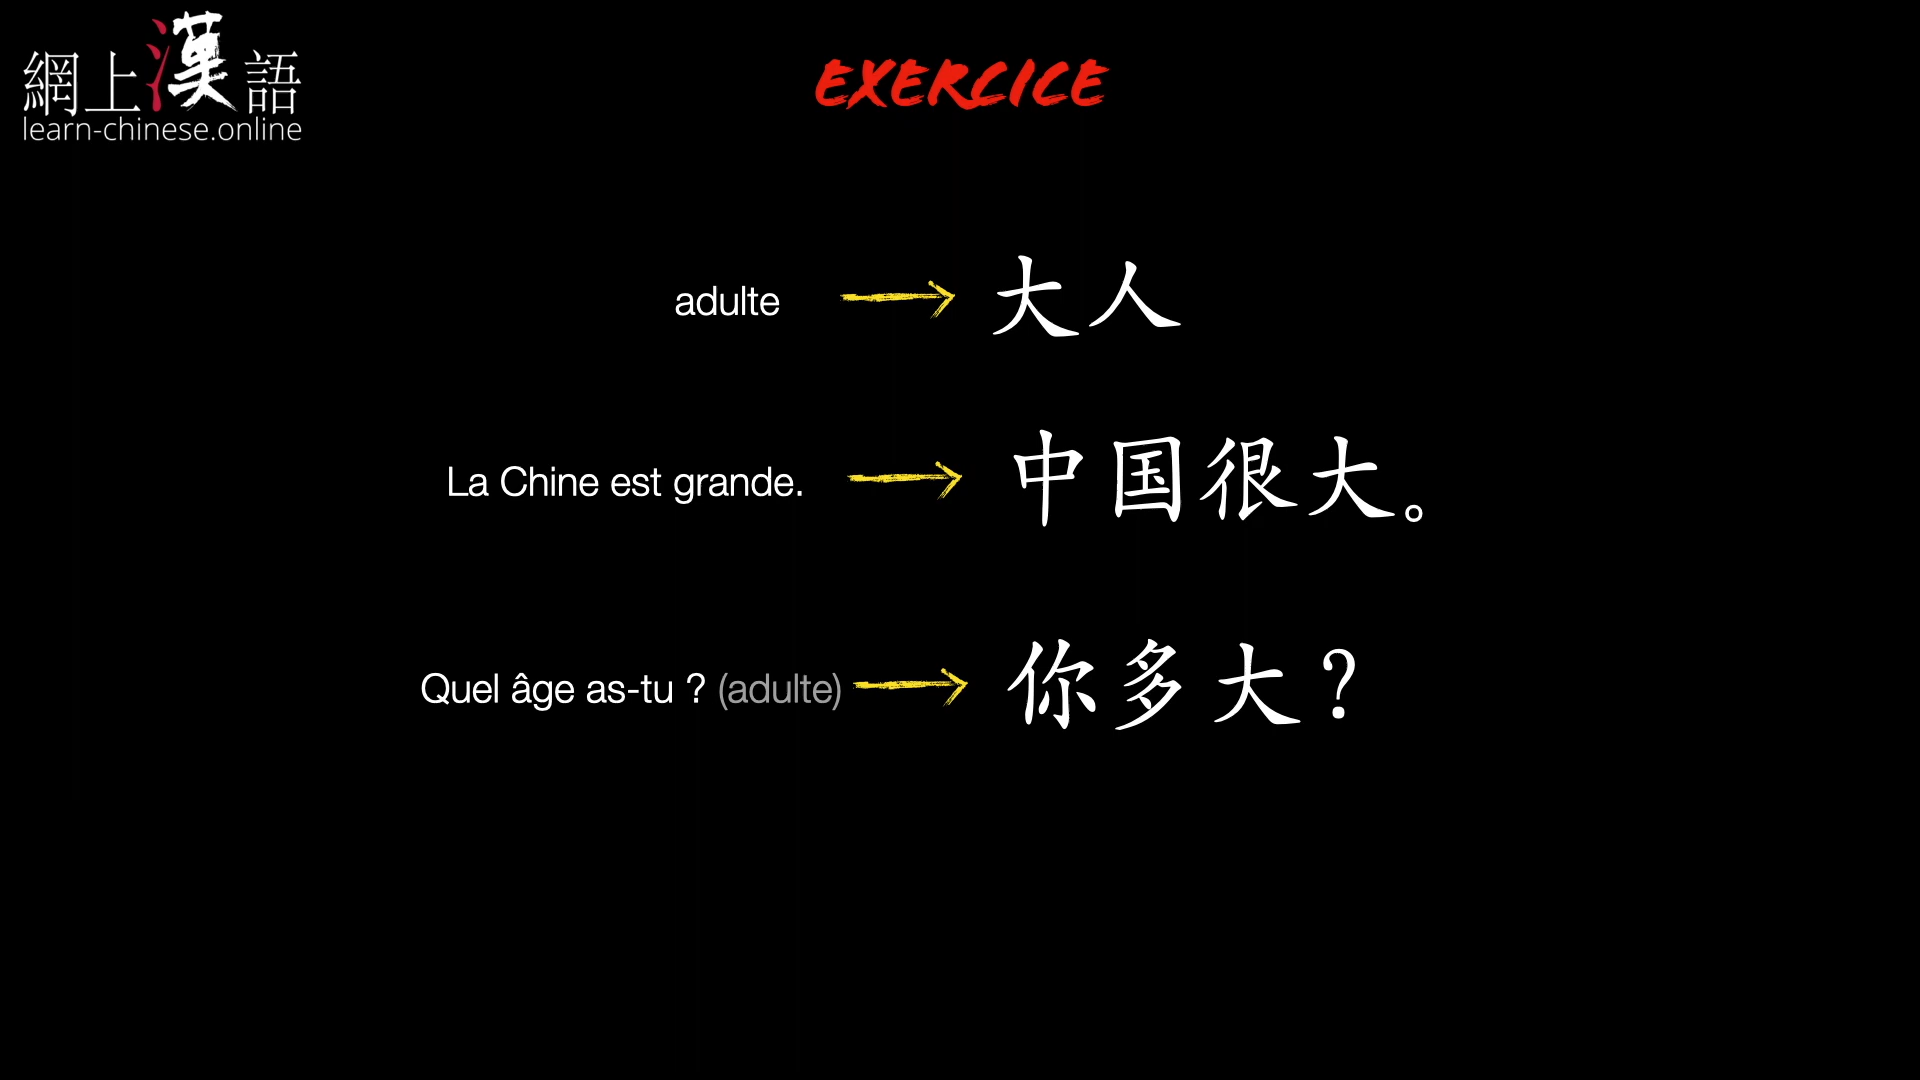 網上漢語
learn-chinese.online
EXERCICE
adulte 大人
La Chine est grande. 中国很大。
Quel âge as-tu ? (adulte) 你多大？